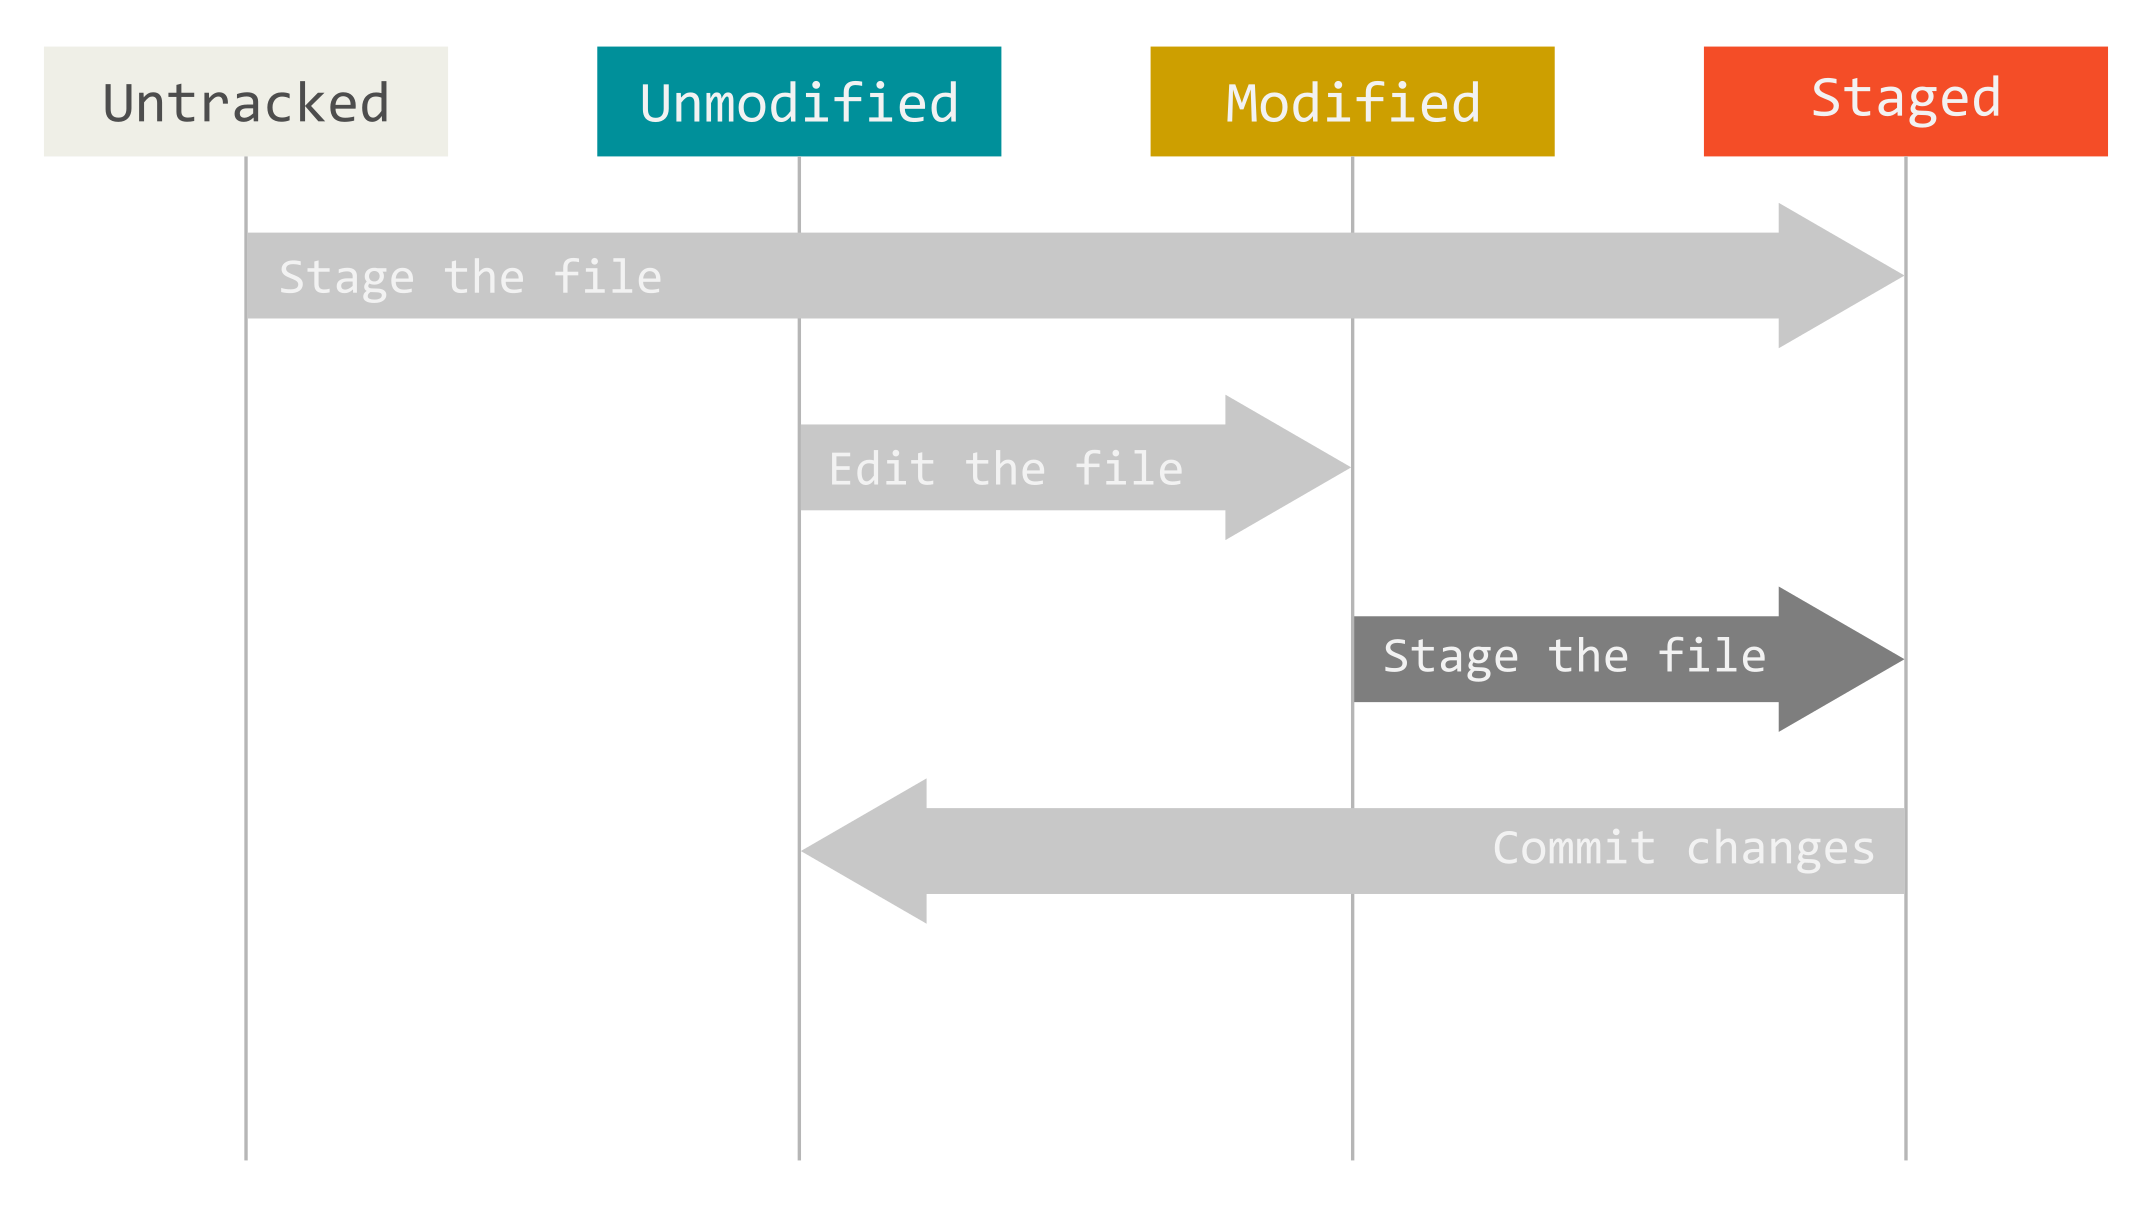 Untracked
Unmodified
Modified
Staged
Stage the file
Edit the file
Stage the file
Commit changes